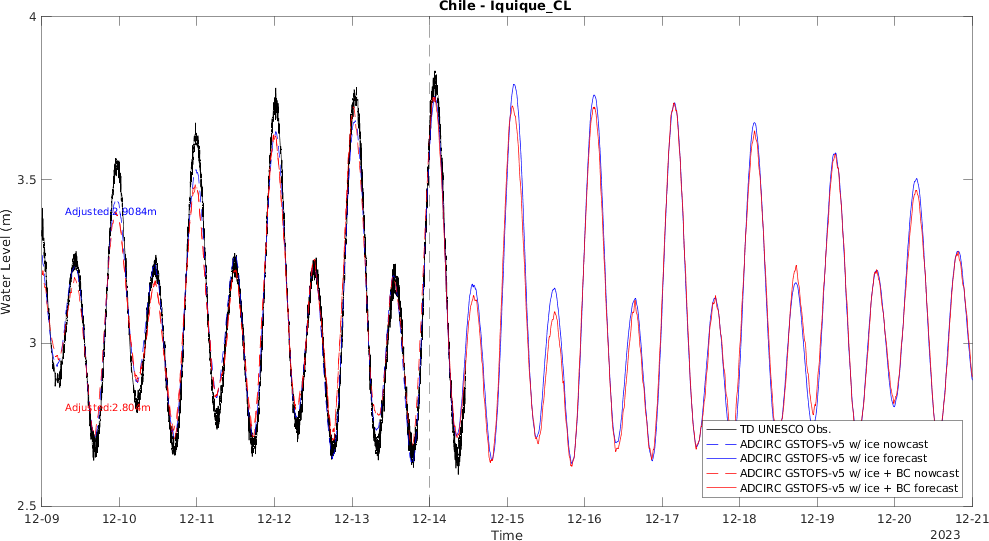 Chile - Iquique_CL
4
3.5
3
2.5
Water Level (m)
Adjusted:2.9084m
Adjusted:2.804m
TD UNESCO Obs.
ADCIRC GSTOFS-v5 w/ ice nowcast
ADCIRC GSTOFS-v5 w/ ice forecast
ADCIRC GSTOFS-v5 w/ ice + BC nowcast
ADCIRC GSTOFS-v5 w/ ice + BC forecast
12-09 12-10 12-11 12-12 12-13 12-14 12-15 12-16 12-17 12-18 12-19 12-20 12-21
Time
2023